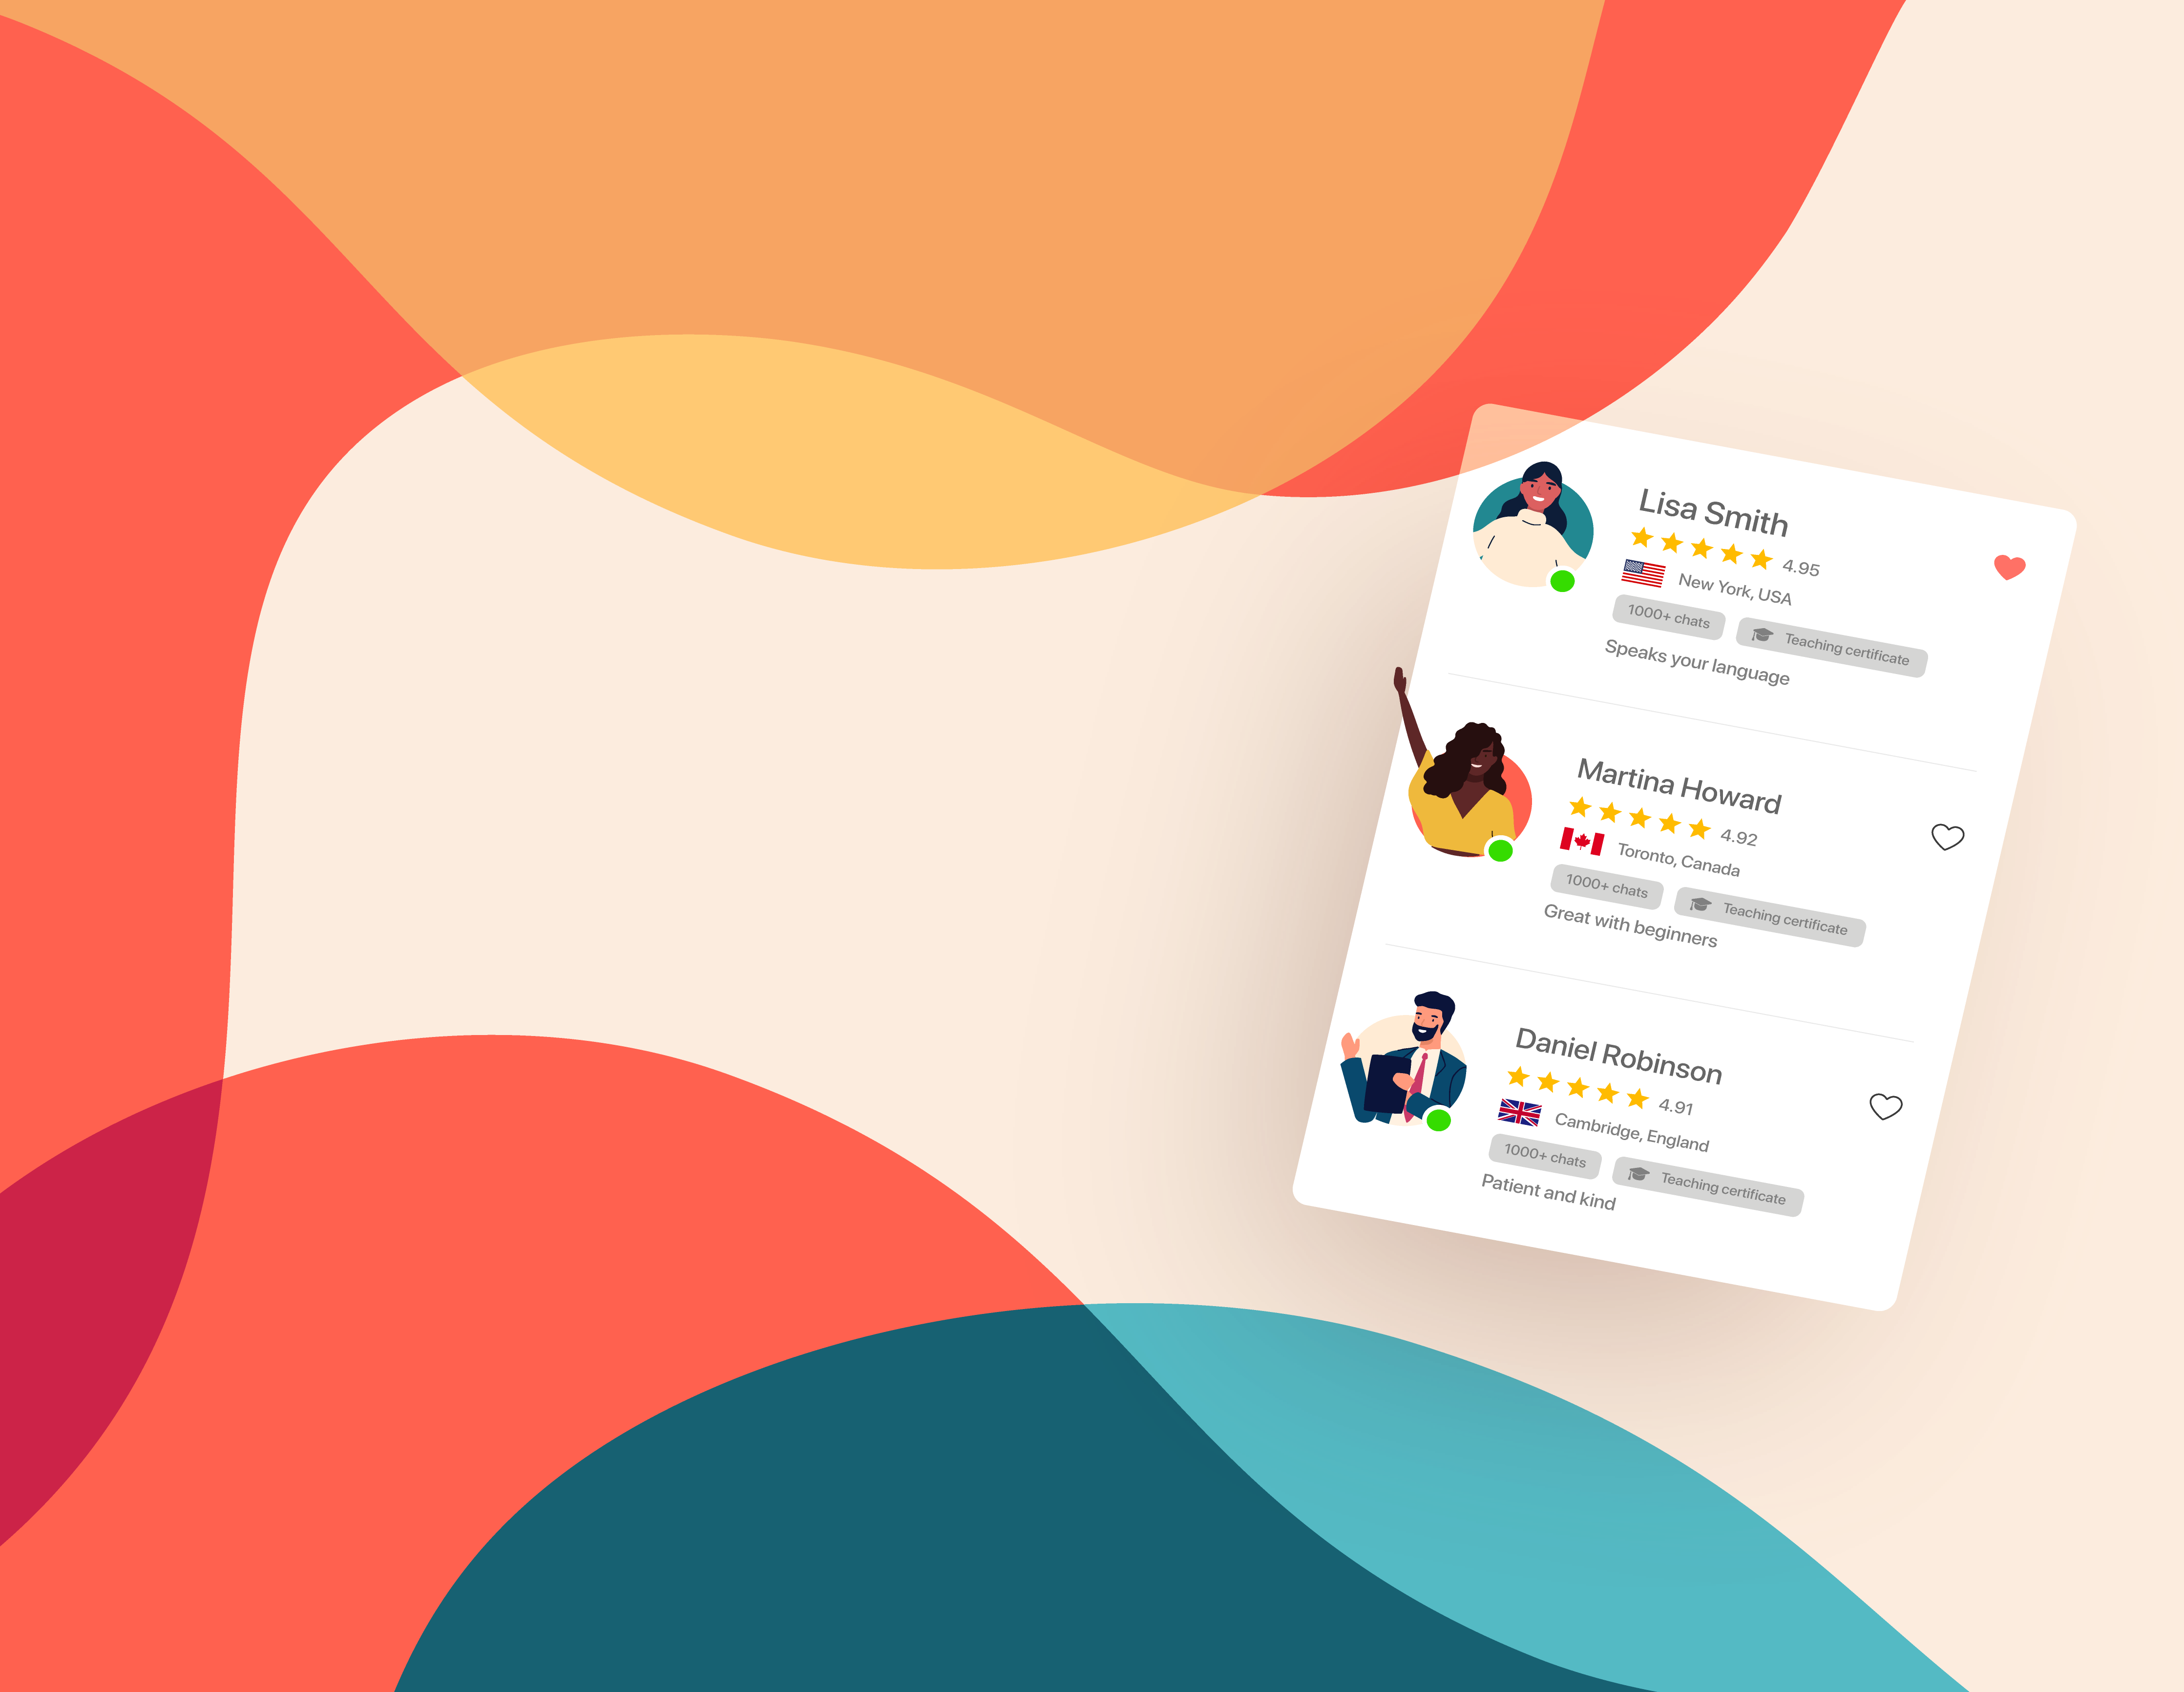 Lisa Smith
4.95
New York, USA
1000+ chats
Teaching certificate
Speaks your language
Martina Howard
4.92
Toronto, Canada
1000+ chats
Teaching certificate
Great with beginners
Daniel Robinson
4.91
Cambridge, England
1000+ chats
Teaching certificate
Patient and kind